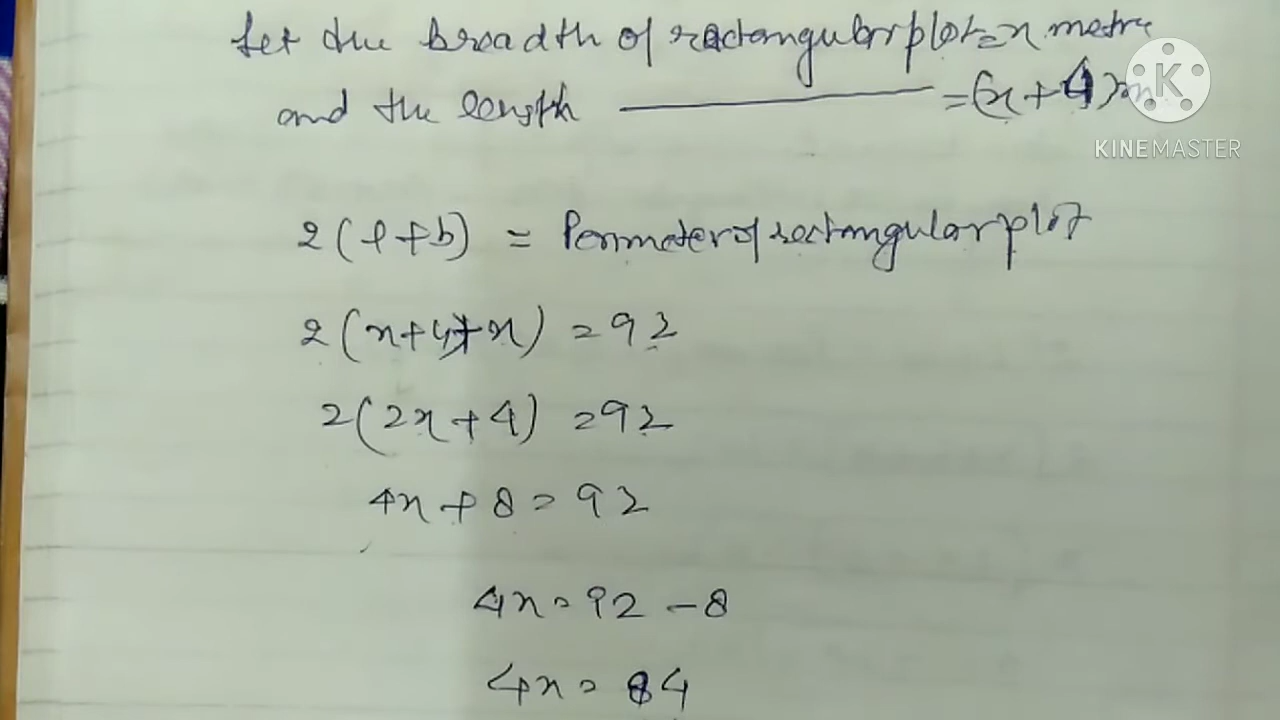 Let the breadth of rectangular plot = x metre
and the length ——— = (x + 4) m
K
KINEMASTER
2 (l + b) = Perimeter of rectangular plot
2 (x + 4 + x) = 92
2 (2x + 4) = 92
4x + 8 = 92
4x = 92 - 8
4x = 84